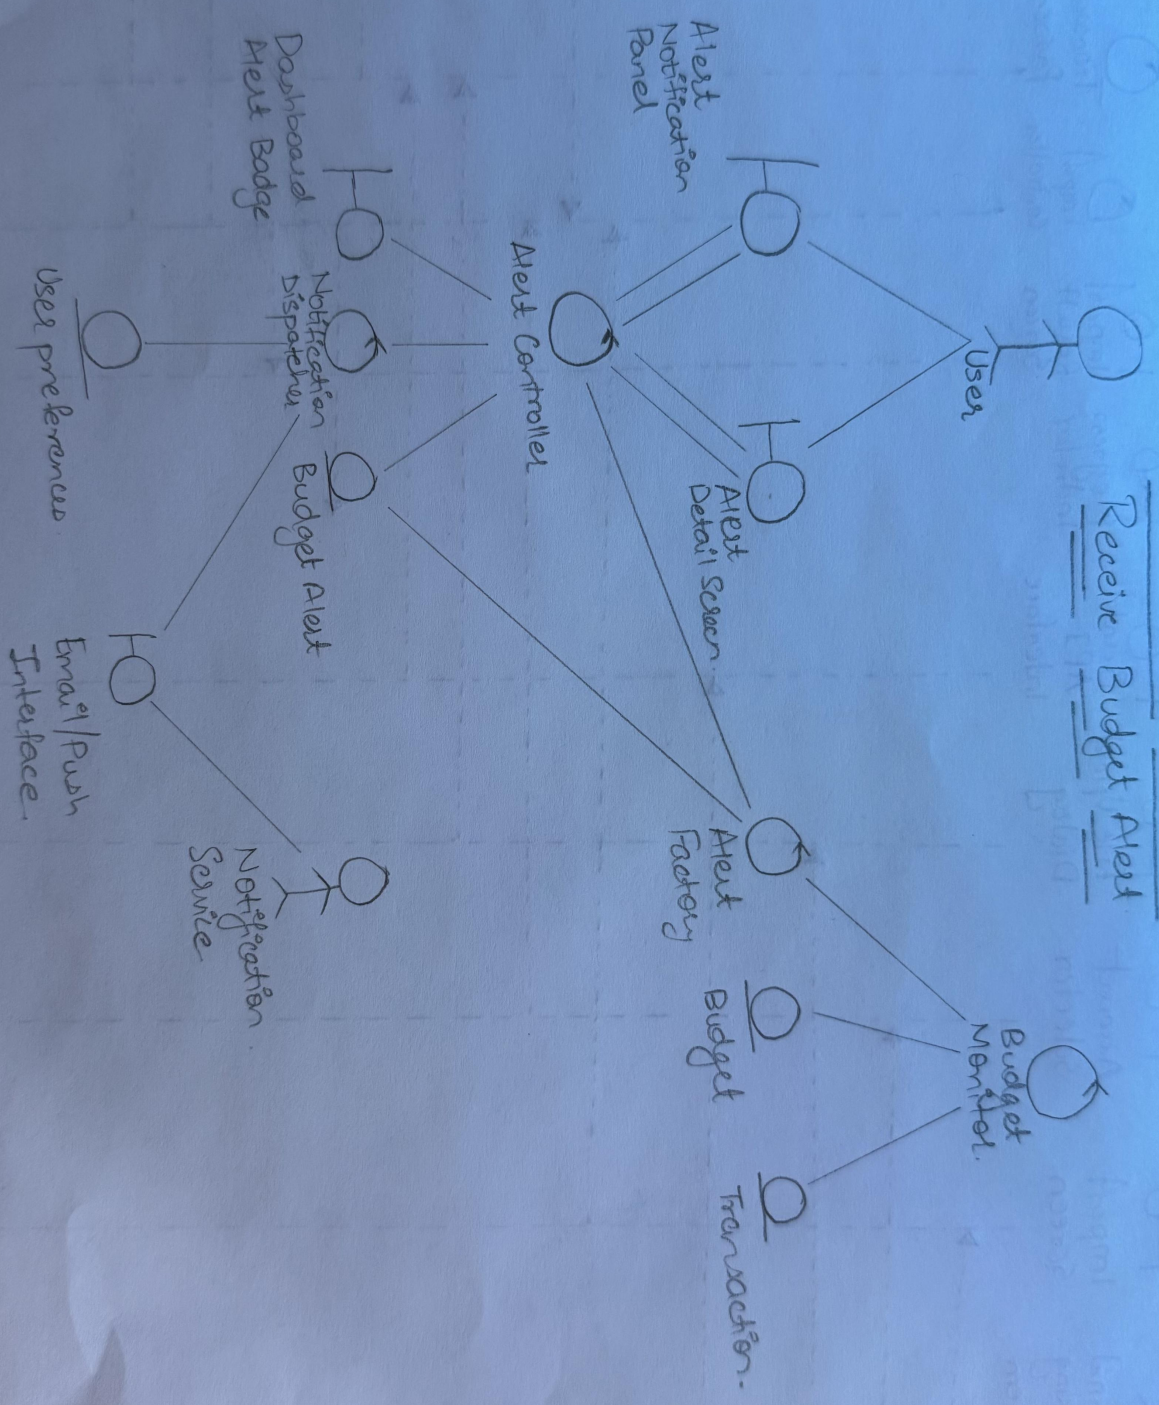 Receive Budget Alert
User
Budget
Monitor.
Alert
Notification
Panel
Alert
Detail Screen.
Alert
Factory
Budget
Transaction.
Alert Controller
Dashboard
Alert Badge
Notification
Dispatcher
Budget Alert
Notification
Service
User preferences.
Email/Push
Interface.